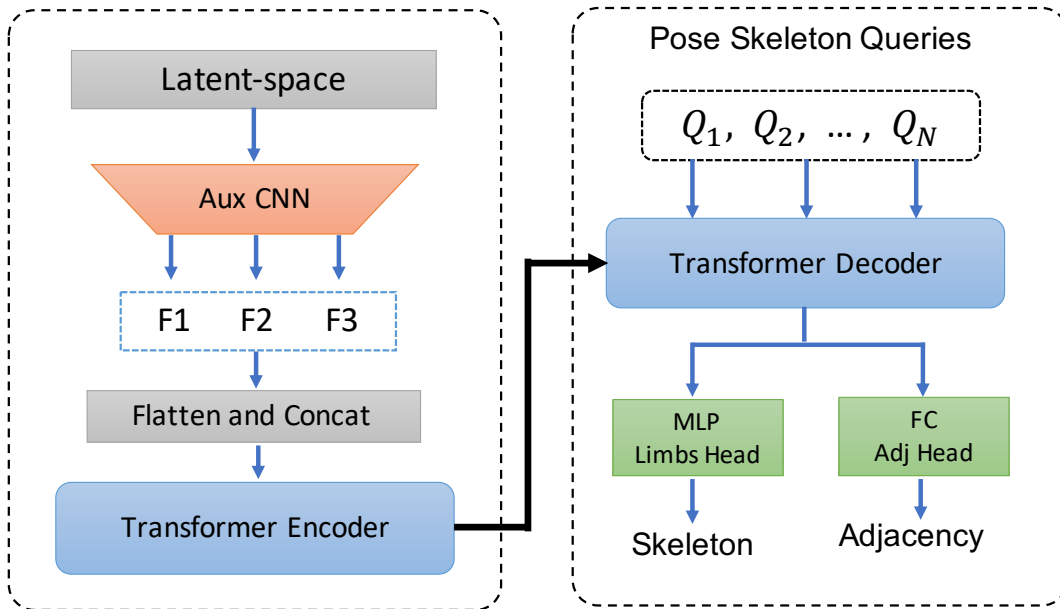 Latent-space
Aux CNN
F1 F2 F3
Flatten and Concat
Transformer Encoder
Pose Skeleton Queries
Q₁, Q₂, … , Q_N
Transformer Decoder
MLP
Limbs Head
FC
Adj Head
Skeleton
Adjacency